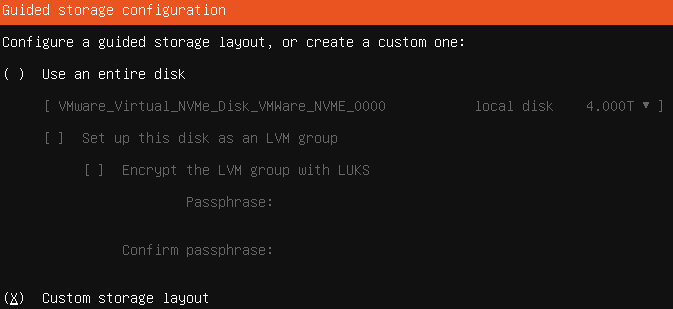 Guided storage configuration
Configure a guided storage layout, or create a custom one:
( ) Use an entire disk
[ VMware_Virtual_NVMe_Disk_VMWare_NVME_0000 local disk 4.000T ▾ ]
[ ] Set up this disk as an LVM group
[ ] Encrypt the LVM group with LUKS
Passphrase:
Confirm passphrase:
(X) Custom storage layout